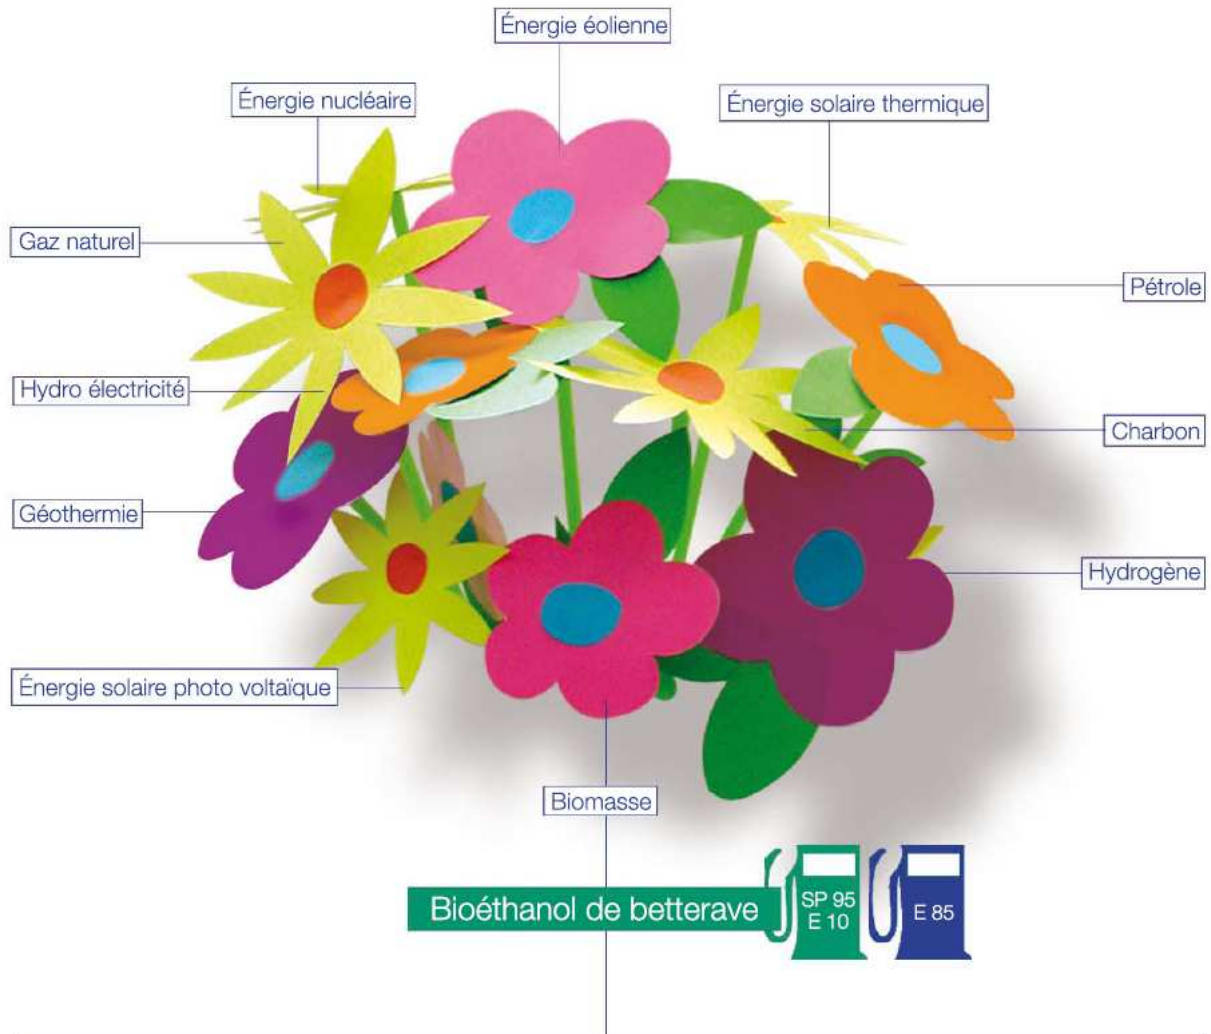 Énergie éolienne
Énergie nucléaire
Énergie solaire thermique
Gaz naturel
Pétrole
Hydro électricité
Charbon
Géothermie
Hydrogène
Énergie solaire photo voltaïque
Biomasse
Bioéthanol de betterave
SP 95
E 10
E 85